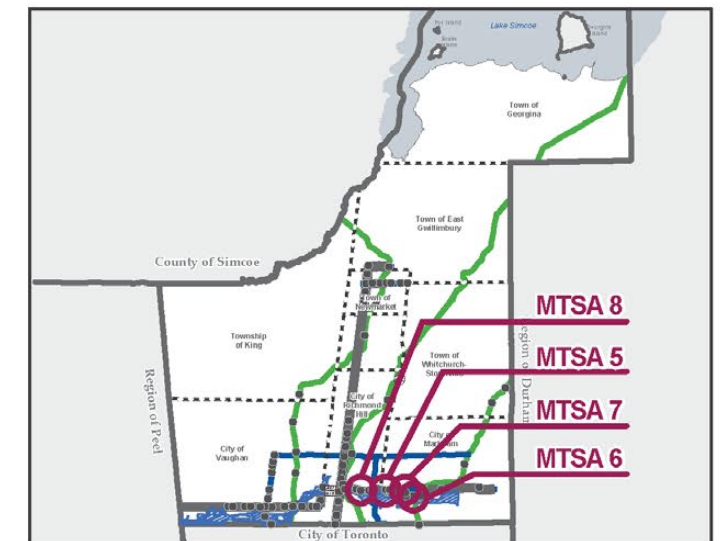 Lake Simcoe
Island
Town of
Georgina
Town of East
Gwillimbury
County of Simcoe
MTSA 8
Town of
Newmarket
Township
of King
Town of
Whitchurch-
MTSA 5
Region of Durham
Region of Peel
City of
Richmond
Hill
MTSA 7
City of
Vaughan
City of
MTSA 6
City of Toronto